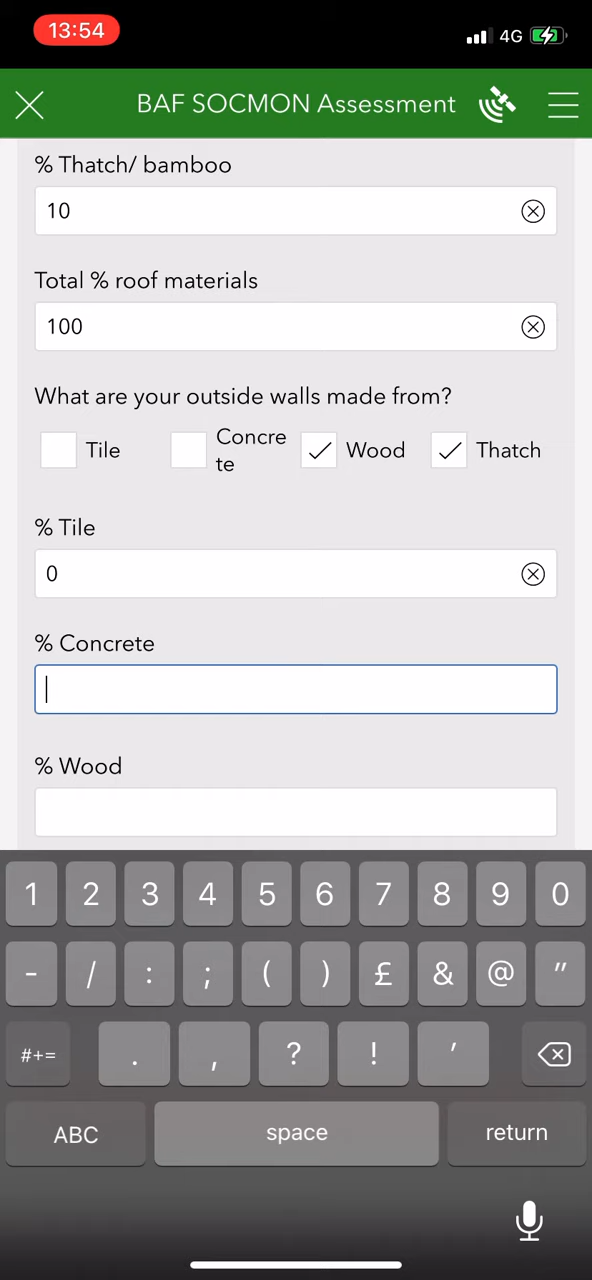 13:54
4G
BAF SOCMON Assessment
% Thatch/ bamboo
10
Total % roof materials
100
What are your outside walls made from?
Tile
Concre
te
Wood
Thatch
% Tile
0
% Concrete
% Wood
1 2 3 4 5 6 7 8 9 0
- / : ; ( ) £ & @ "
#+= . , ? ! '
ABC space return